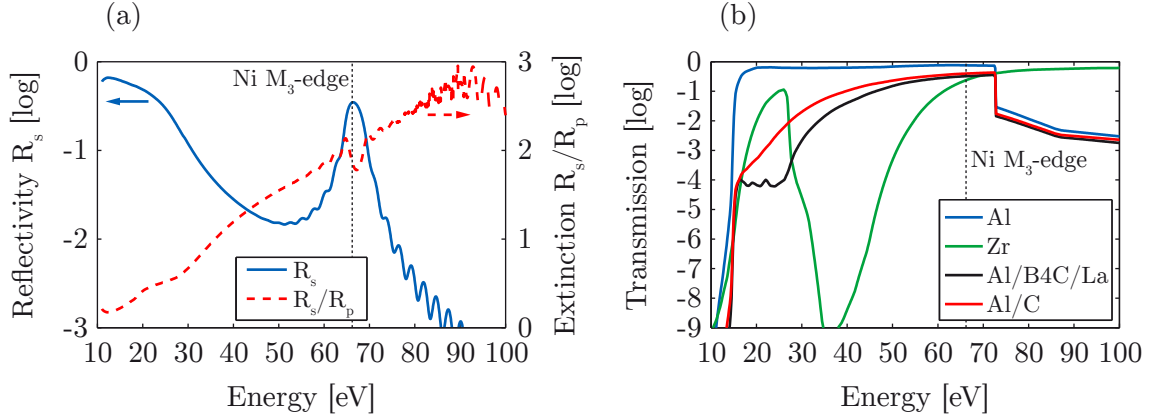 (a)
Reflectivity R_s [log]
0
-1
-2
-3
10 20 30 40 50 60 70 80 90 100
Energy [eV]
3
2
1
0
Extinction R_s/R_p [log]
Ni M₃-edge
R_s
R_s/R_p
(b)
Transmission [log]
0
-1
-2
-3
-4
-5
-6
-7
-8
-9
10 20 30 40 50 60 70 80 90 100
Energy [eV]
Ni M₃-edge
Al
Zr
Al/B4C/La
Al/C